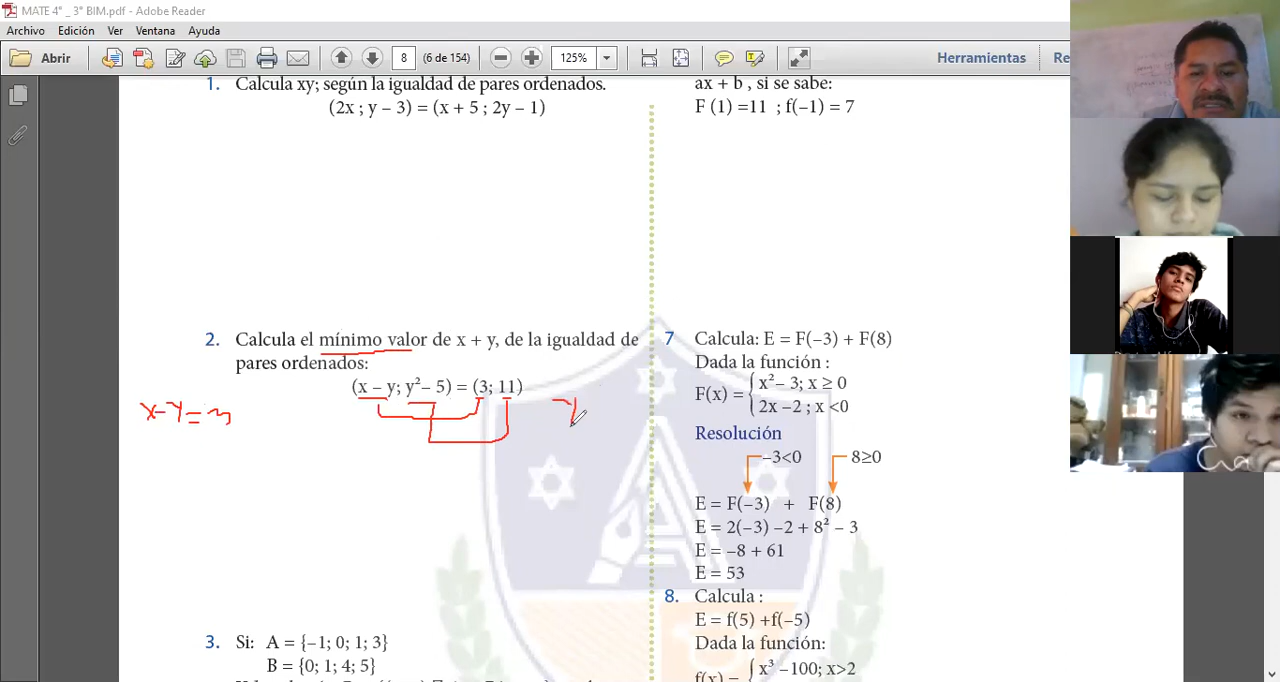 MATE 4° _ 3° BIM.pdf - Adobe Reader
Archivo Edición Ver Ventana Ayuda
Abrir
8
(6 de 154)
125%
Herramientas
Re
1. Calcula xy; según la igualdad de pares ordenados.
(2x ; y – 3) = (x + 5 ; 2y – 1)
2. Calcula el mínimo valor de x + y, de la igualdad de
pares ordenados:
(x – y; y² – 5) = (3; 11)
x-y=3
y
3. Si: A = {–1; 0; 1; 3}
B = {0; 1; 4; 5}
ax + b , si se sabe:
F (1) =11 ; f(–1) = 7
7 Calcula: E = F(–3) + F(8)
Dada la función :
F(x) = { x²– 3; x ≥ 0
2x –2 ; x <0
Resolución
–3<0 8≥0
E = F(–3) + F(8)
E = 2(–3) –2 + 8² – 3
E = –8 + 61
E = 53
8. Calcula :
E = f(5) +f(–5)
Dada la función:
f(x) = { x³ –100; x>2